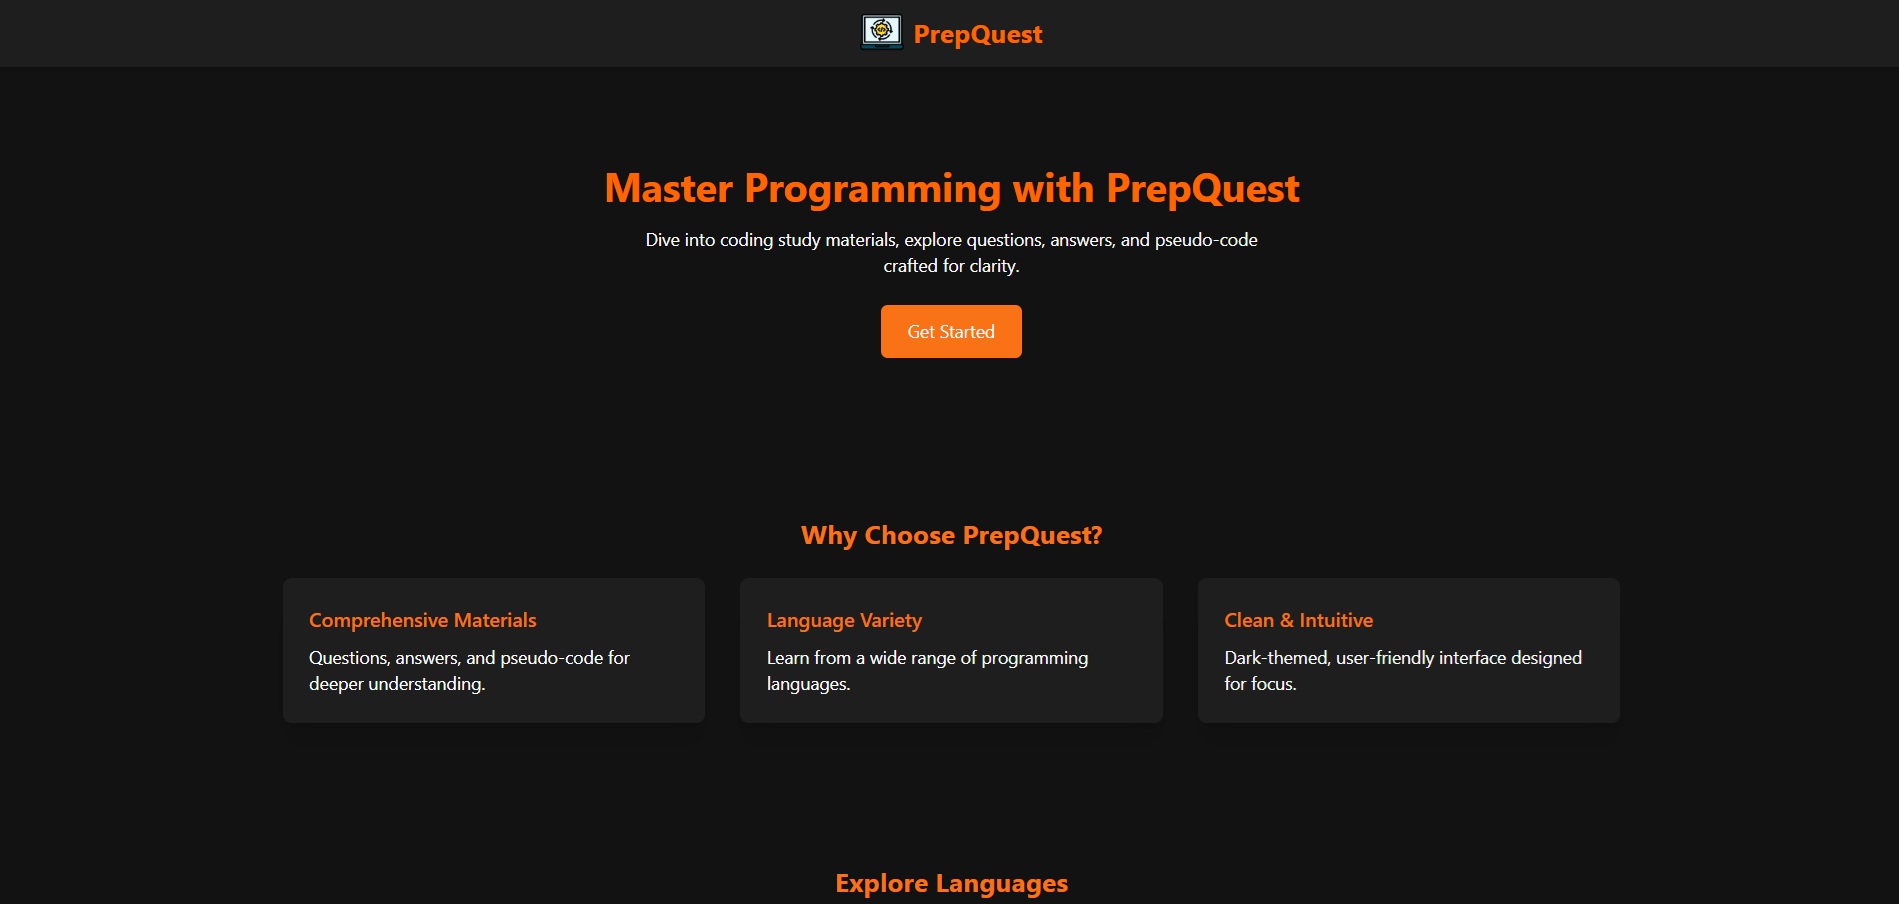 PrepQuest
Master Programming with PrepQuest
Dive into coding study materials, explore questions, answers, and pseudo-code
crafted for clarity.
Get Started
Why Choose PrepQuest?
Comprehensive Materials
Questions, answers, and pseudo-code for
deeper understanding.
Language Variety
Learn from a wide range of programming
languages.
Clean & Intuitive
Dark-themed, user-friendly interface designed
for focus.
Explore Languages